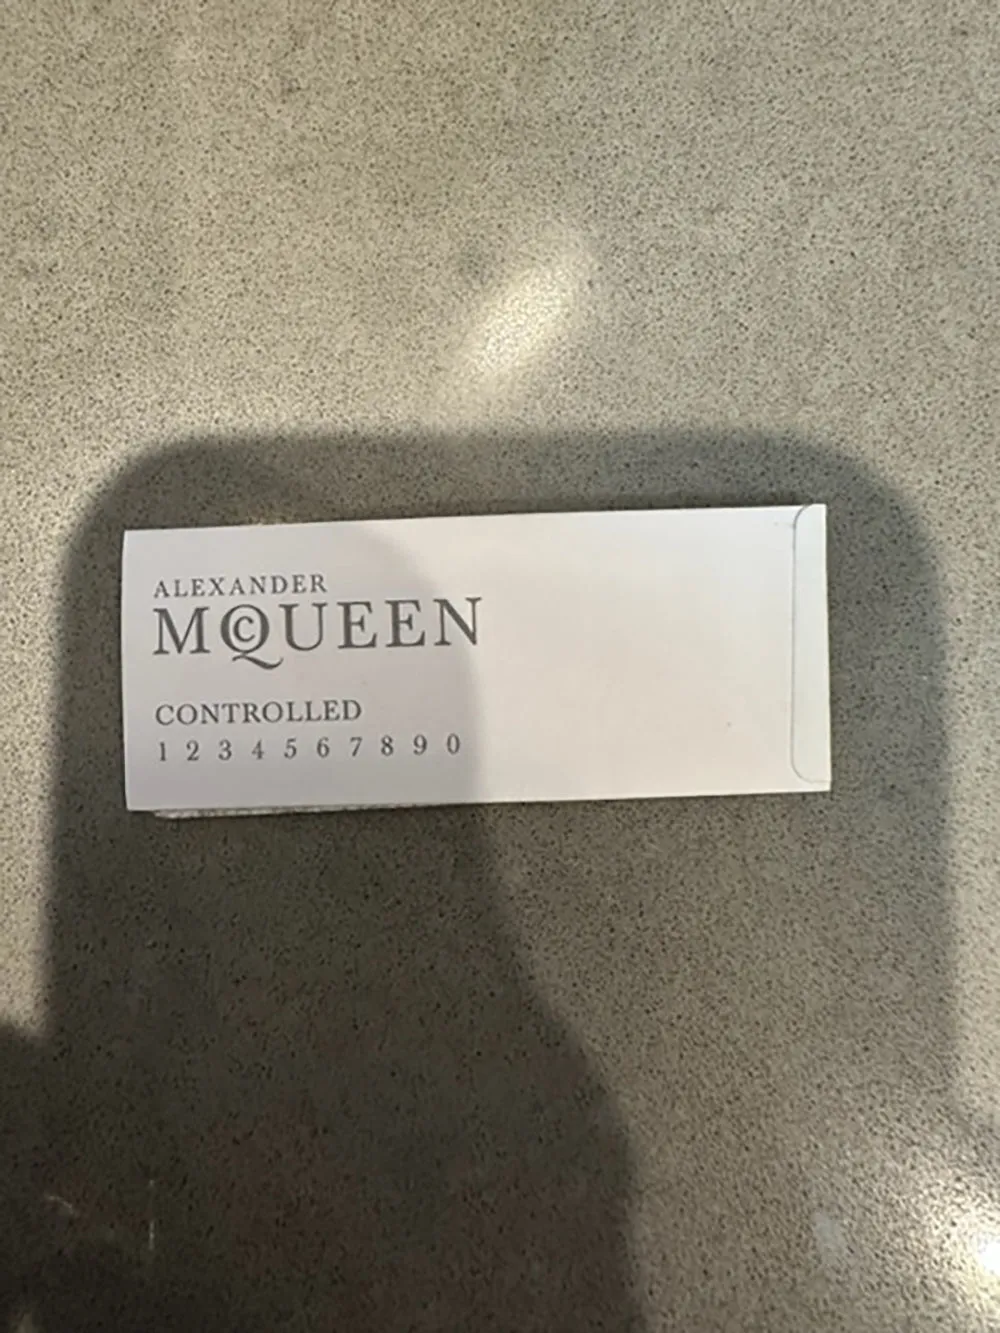 ALEXANDER
McQUEEN
CONTROLLED
1 2 3 4 5 6 7 8 9 0